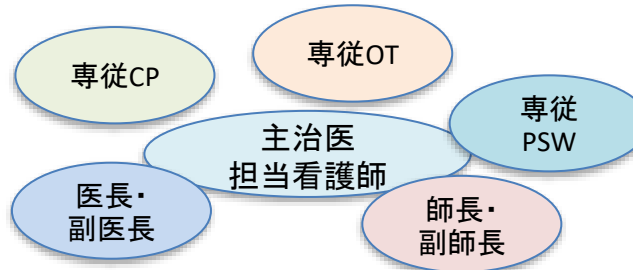 専従CP
専従OT
専従
PSW
主治医
担当看護師
医長・
副医長
師長・
副師長